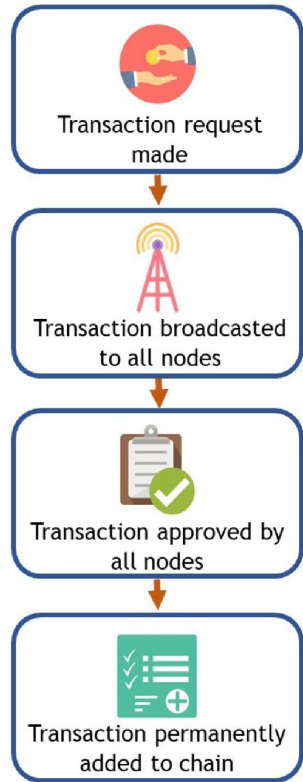 Transaction request
made
Transaction broadcasted
to all nodes
Transaction approved by
all nodes
Transaction permanently
added to chain